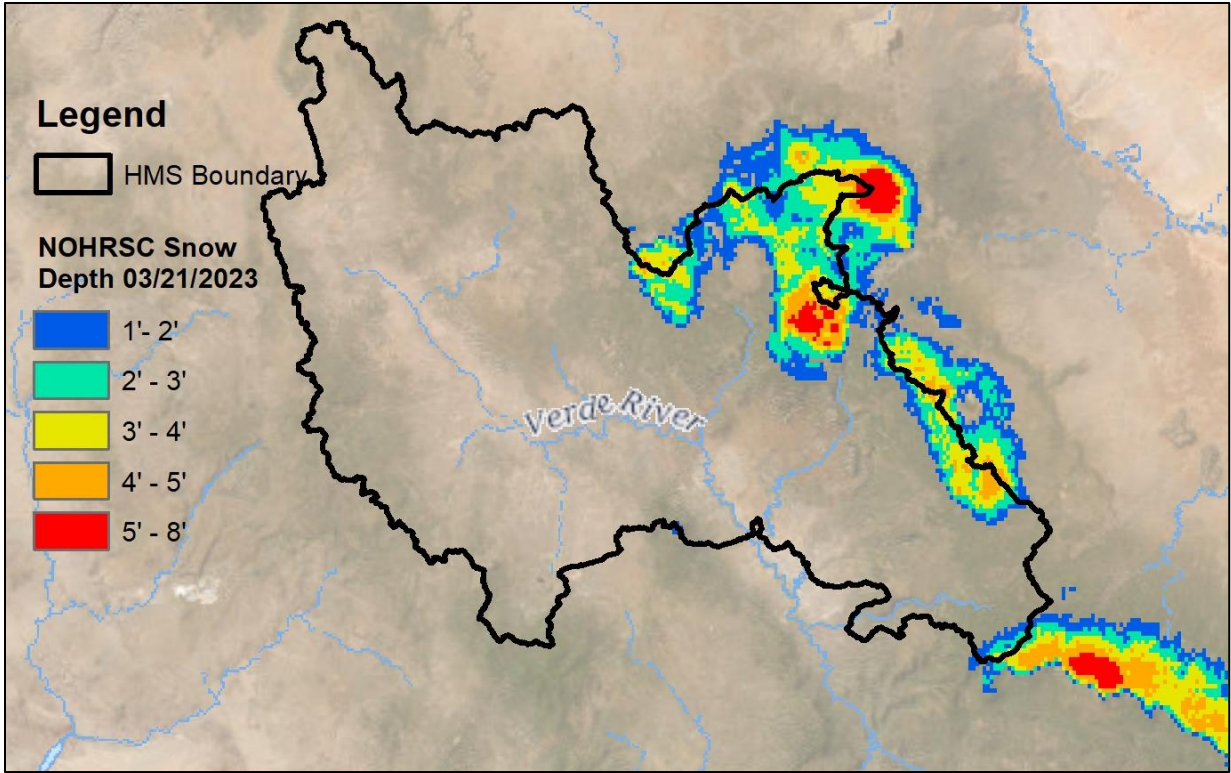 Legend
HMS Boundary
NOHRSC Snow
Depth 03/21/2023
1'- 2'
2' - 3'
3' - 4'
4' - 5'
5' - 8'
Verde River